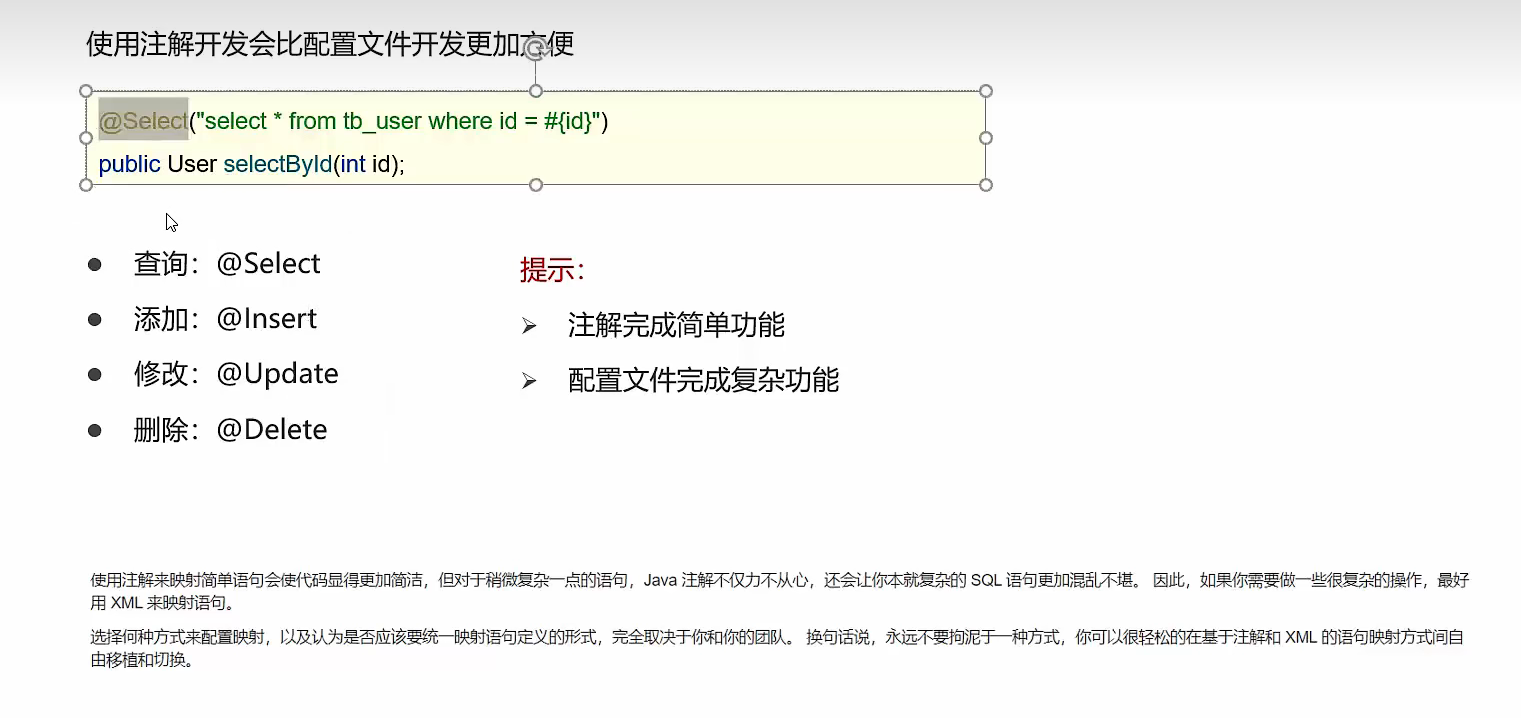 使用注解开发会比配置文件开发更加方便
@Select("select * from tb_user where id = #{id}")
public User selectById(int id);
查询：@Select
添加：@Insert
修改：@Update
删除：@Delete
提示：
注解完成简单功能
配置文件完成复杂功能
使用注解来映射简单语句会使代码显得更加简洁，但对于稍微复杂一点的语句，Java 注解不仅力不从心，还会让你本就复杂的 SQL 语句更加混乱不堪。 因此，如果你需要做一些很复杂的操作，最好
用 XML 来映射语句。
选择何种方式来配置映射，以及认为是否应该要统一映射语句定义的形式，完全取决于你和你的团队。 换句话说，永远不要拘泥于一种方式，你可以很轻松的在基于注解和 XML 的语句映射方式间自
由移植和切换。